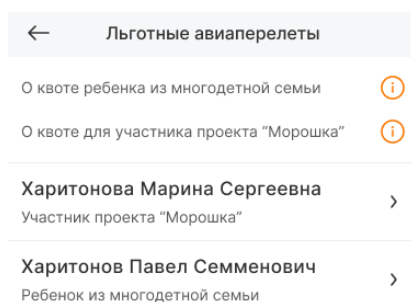 Льготные авиаперелеты
О квоте ребенка из многодетной семьи
О квоте для участника проекта “Морошка”
Харитонова Марина Сергеевна
Участник проекта “Морошка”
Харитонов Павел Семменович
Ребенок из многодетной семьи